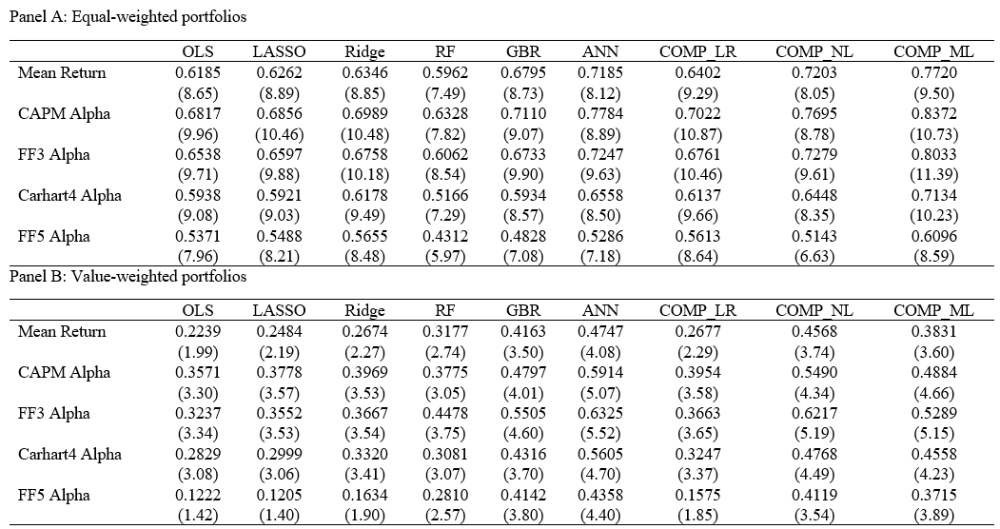 Panel A: Equal-weighted portfolios
OLS LASSO Ridge RF GBR ANN COMP_LR COMP_NL COMP_ML
Mean Return 0.6185 0.6262 0.6346 0.5962 0.6795 0.7185 0.6402 0.7203 0.7720
(8.65) (8.89) (8.85) (7.49) (8.73) (8.12) (9.29) (8.05) (9.50)
CAPM Alpha 0.6817 0.6856 0.6989 0.6328 0.7110 0.7784 0.7022 0.7695 0.8372
(9.96) (10.46) (10.48) (7.82) (9.07) (8.89) (10.87) (8.78) (10.73)
FF3 Alpha 0.6538 0.6597 0.6758 0.6062 0.6733 0.7247 0.6761 0.7279 0.8033
(9.71) (9.88) (10.18) (8.54) (9.90) (9.63) (10.46) (9.61) (11.39)
Carhart4 Alpha 0.5938 0.5921 0.6178 0.5166 0.5934 0.6558 0.6137 0.6448 0.7134
(9.08) (9.03) (9.49) (7.29) (8.57) (8.50) (9.66) (8.35) (10.23)
FF5 Alpha 0.5371 0.5488 0.5655 0.4312 0.4828 0.5286 0.5613 0.5143 0.6096
(7.96) (8.21) (8.48) (5.97) (7.08) (7.18) (8.64) (6.63) (8.59)
Panel B: Value-weighted portfolios
OLS LASSO Ridge RF GBR ANN COMP_LR COMP_NL COMP_ML
Mean Return 0.2239 0.2484 0.2674 0.3177 0.4163 0.4747 0.2677 0.4568 0.3831
(1.99) (2.19) (2.27) (2.74) (3.50) (4.08) (2.29) (3.74) (3.60)
CAPM Alpha 0.3571 0.3778 0.3969 0.3775 0.4797 0.5914 0.3954 0.5490 0.4884
(3.30) (3.57) (3.53) (3.05) (4.01) (5.07) (3.58) (4.34) (4.66)
FF3 Alpha 0.3237 0.3552 0.3667 0.4478 0.5505 0.6325 0.3663 0.6217 0.5289
(3.34) (3.53) (3.54) (3.75) (4.60) (5.52) (3.65) (5.19) (5.15)
Carhart4 Alpha 0.2829 0.2999 0.3320 0.3081 0.4316 0.5605 0.3247 0.4768 0.4558
(3.08) (3.06) (3.41) (3.07) (3.70) (4.70) (3.37) (4.49) (4.23)
FF5 Alpha 0.1222 0.1205 0.1634 0.2810 0.4142 0.4358 0.1575 0.4119 0.3715
(1.42) (1.40) (1.90) (2.57) (3.80) (4.40) (1.85) (3.54) (3.89)